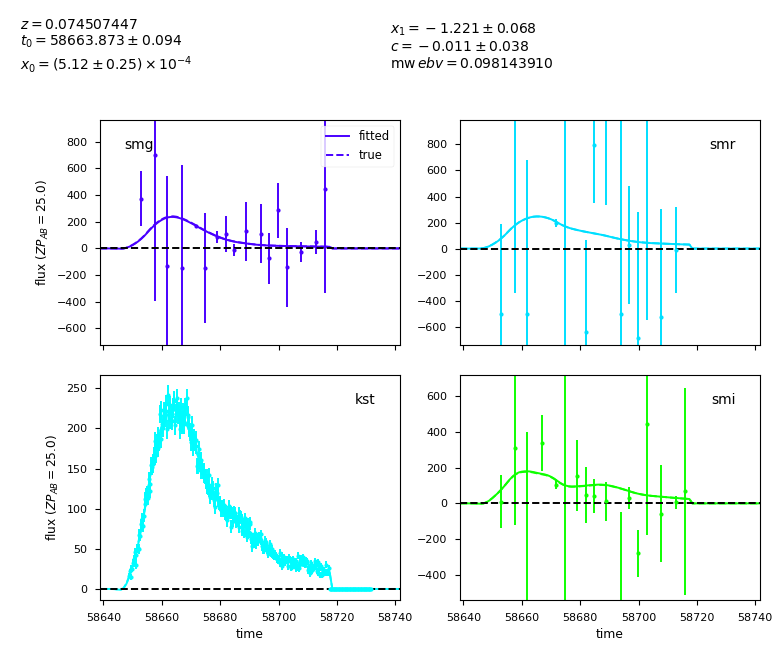 z = 0.074507447
t₀ = 58663.873 ± 0.094
x₀ = (5.12 ± 0.25) × 10⁻⁴
x₁ = −1.221 ± 0.068
c = −0.011 ± 0.038
mw ebv = 0.098143910
smg
fitted
true
800
600
400
200
0
−200
−400
−600
flux (ZP_AB = 25.0)
smr
800
600
400
200
0
−200
−400
−600
kst
250
200
150
100
50
0
flux (ZP_AB = 25.0)
58640 58660 58680 58700 58720 58740
time
smi
600
400
200
0
−200
−400
58640 58660 58680 58700 58720 58740
time